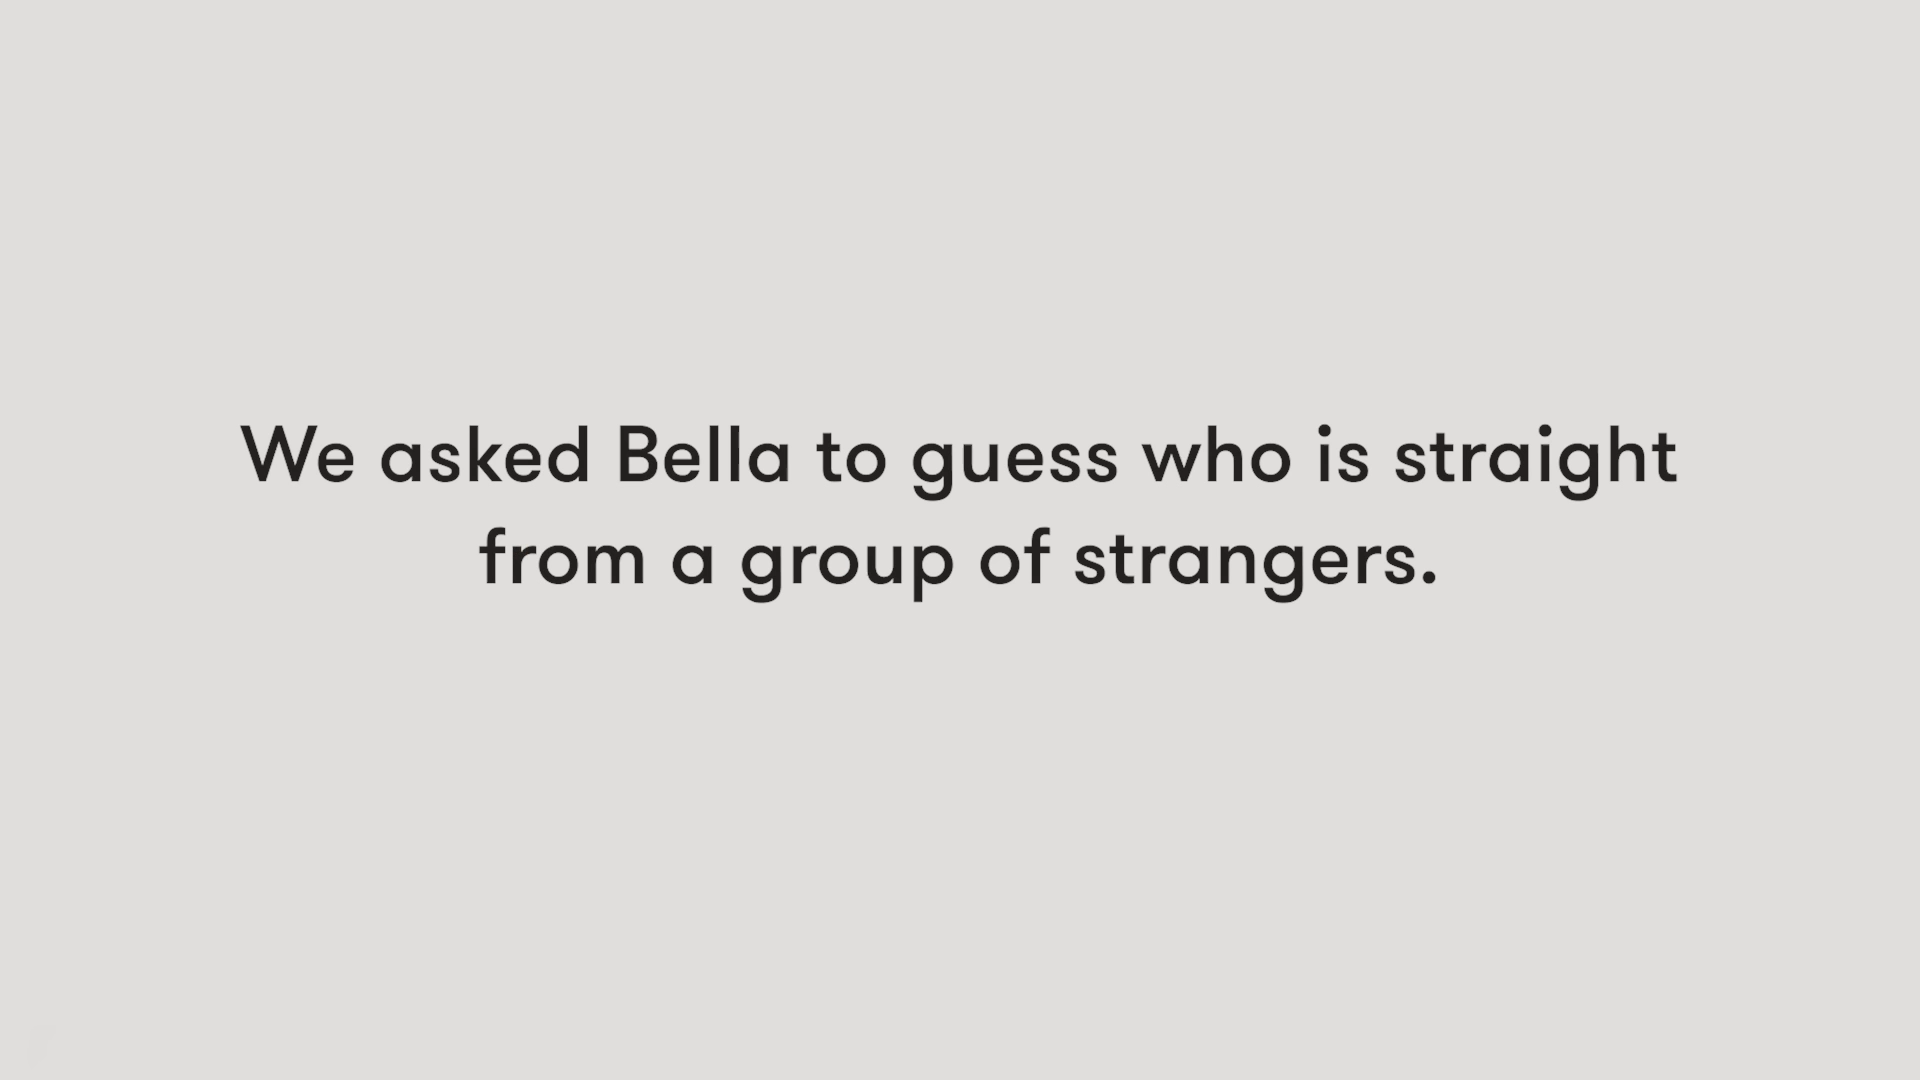 We asked Bella to guess who is straight
from a group of strangers.